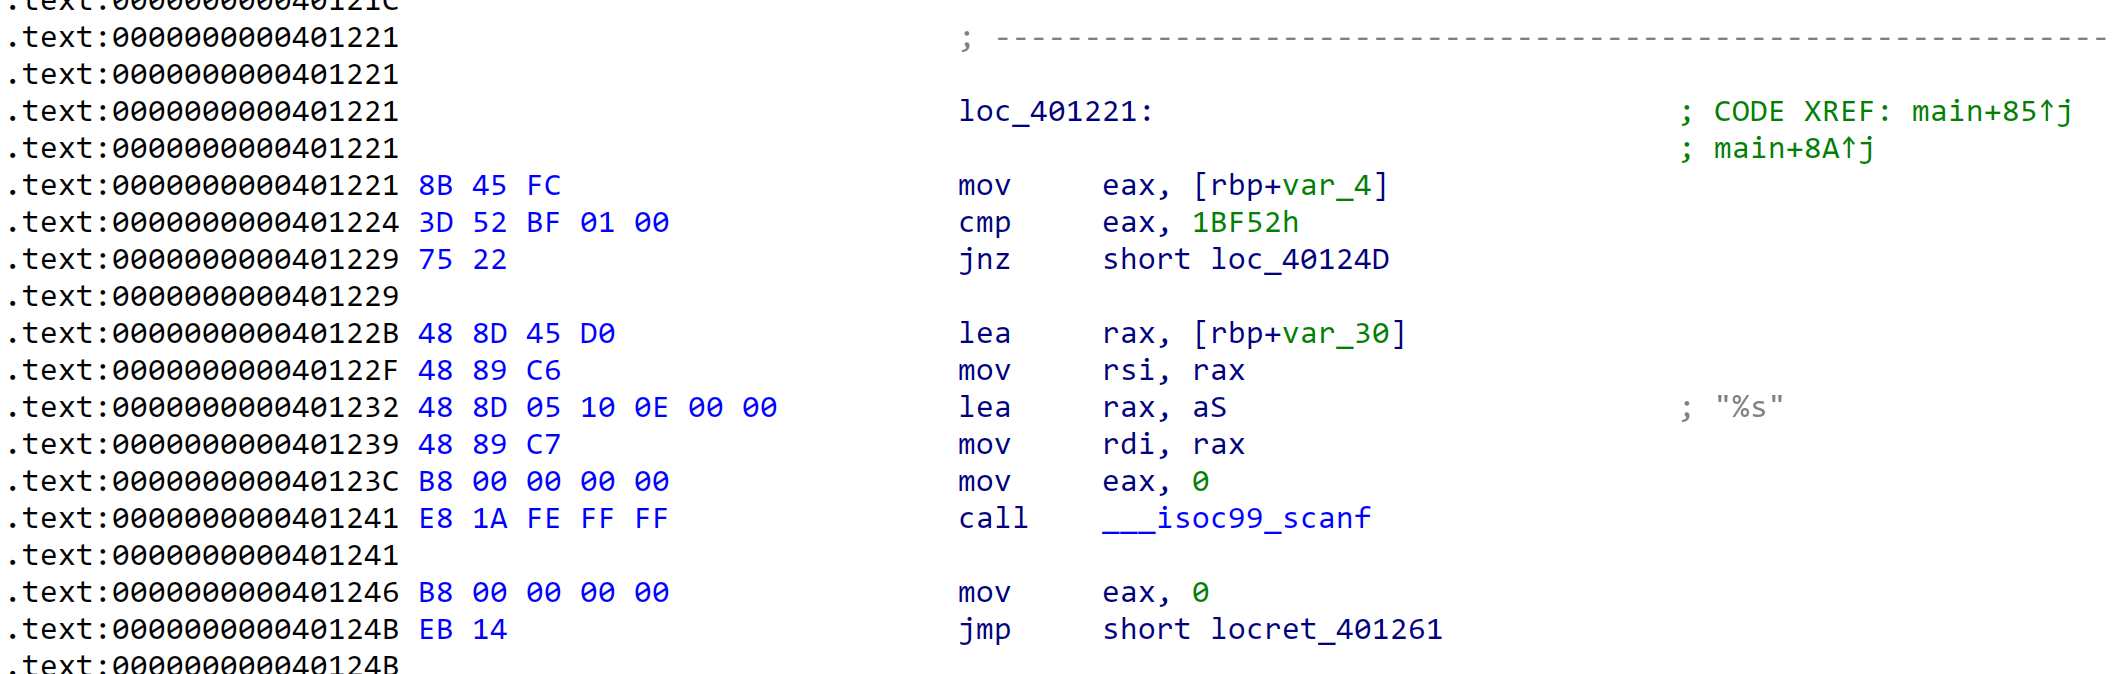 .text:000000000040121C
.text:0000000000401221 ; --------------------------------------------------------------
.text:0000000000401221
.text:0000000000401221 loc_401221: ; CODE XREF: main+85↑j
.text:0000000000401221 ; main+8A↑j
.text:0000000000401221 8B 45 FC mov eax, [rbp+var_4]
.text:0000000000401224 3D 52 BF 01 00 cmp eax, 1BF52h
.text:0000000000401229 75 22 jnz short loc_40124D
.text:0000000000401229
.text:000000000040122B 48 8D 45 D0 lea rax, [rbp+var_30]
.text:000000000040122F 48 89 C6 mov rsi, rax
.text:0000000000401232 48 8D 05 10 0E 00 00 lea rax, aS ; "%s"
.text:0000000000401239 48 89 C7 mov rdi, rax
.text:000000000040123C B8 00 00 00 00 mov eax, 0
.text:0000000000401241 E8 1A FE FF FF call ___isoc99_scanf
.text:0000000000401241
.text:0000000000401246 B8 00 00 00 00 mov eax, 0
.text:000000000040124B EB 14 jmp short locret_401261
.text:000000000040124B